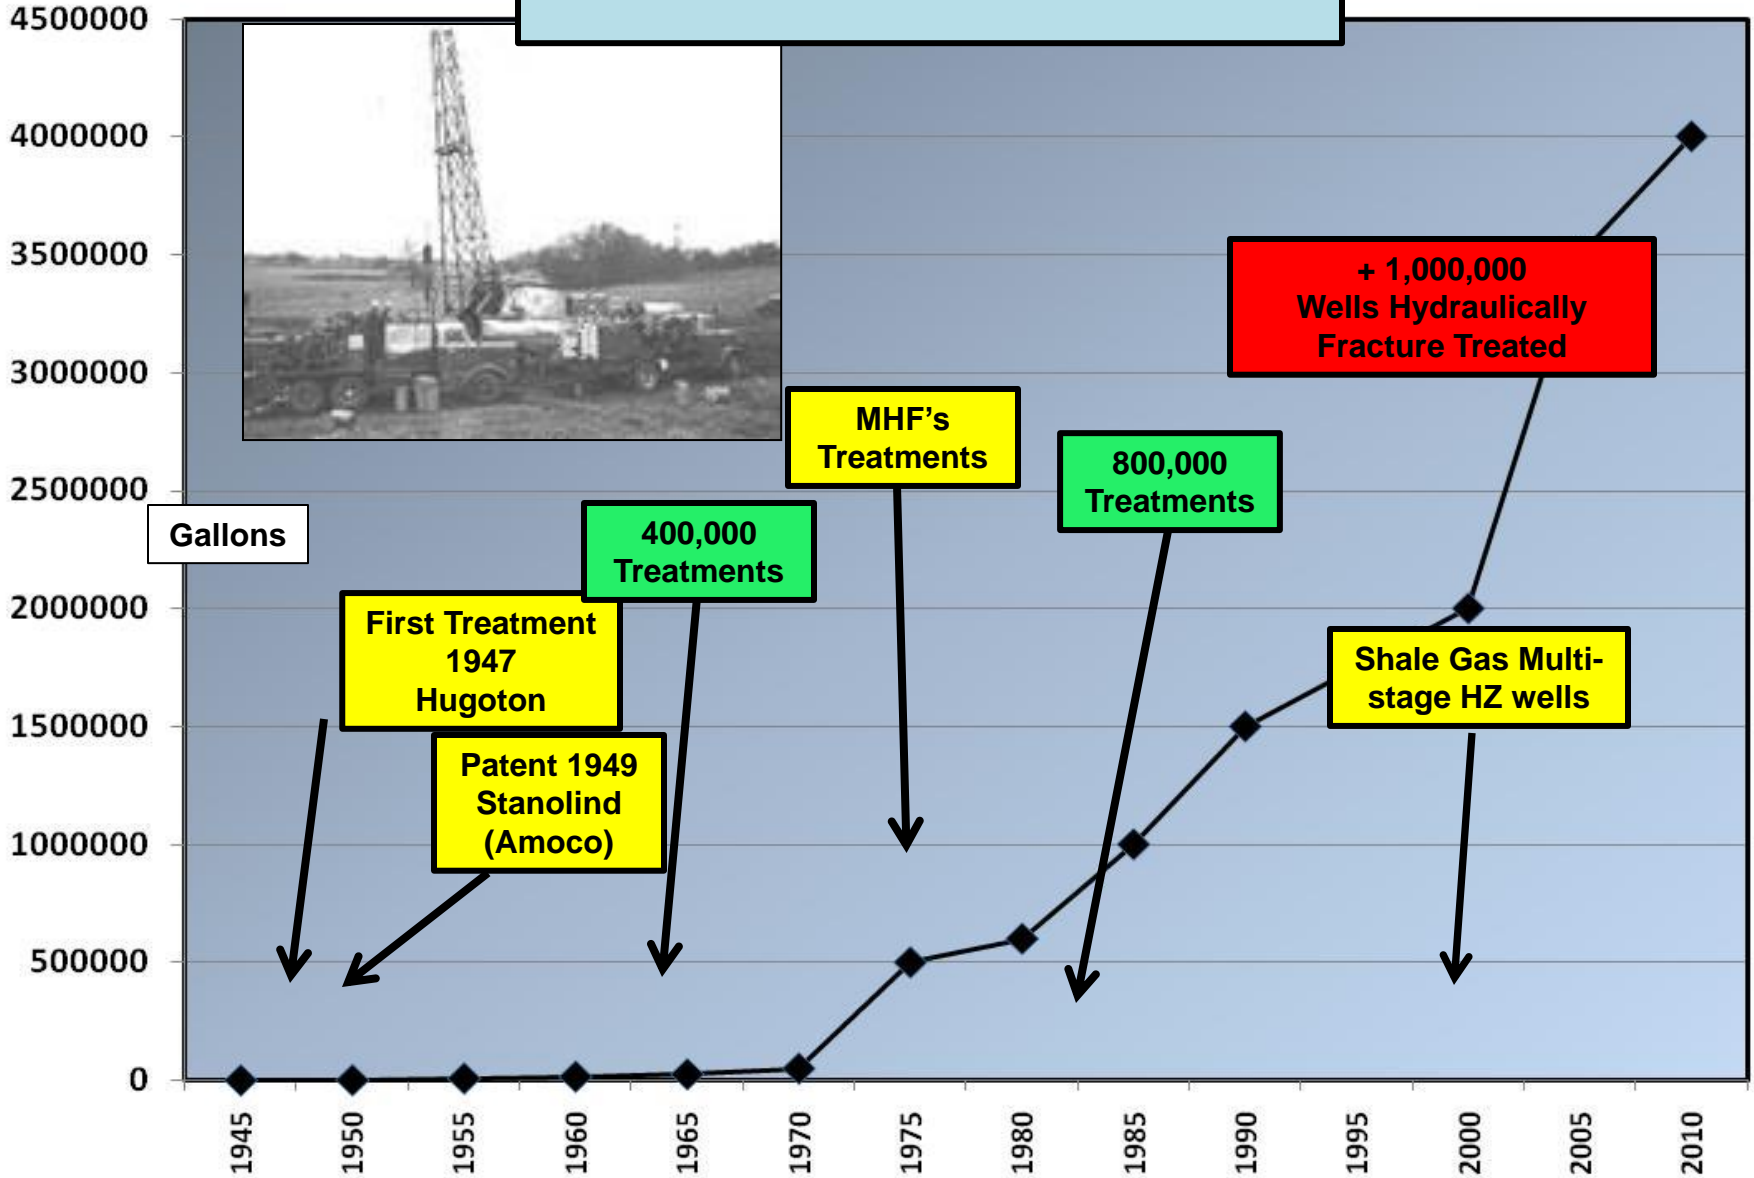 4500000
4000000
3500000
3000000
2500000
2000000
1500000
1000000
500000
0
Gallons
First Treatment
1947
Hugoton
Patent 1949
Stanolind
(Amoco)
400,000
Treatments
MHF’s
Treatments
800,000
Treatments
+ 1,000,000
Wells Hydraulically
Fracture Treated
Shale Gas Multi-
stage HZ wells
1945
1950
1955
1960
1965
1970
1975
1980
1985
1990
1995
2000
2005
2010